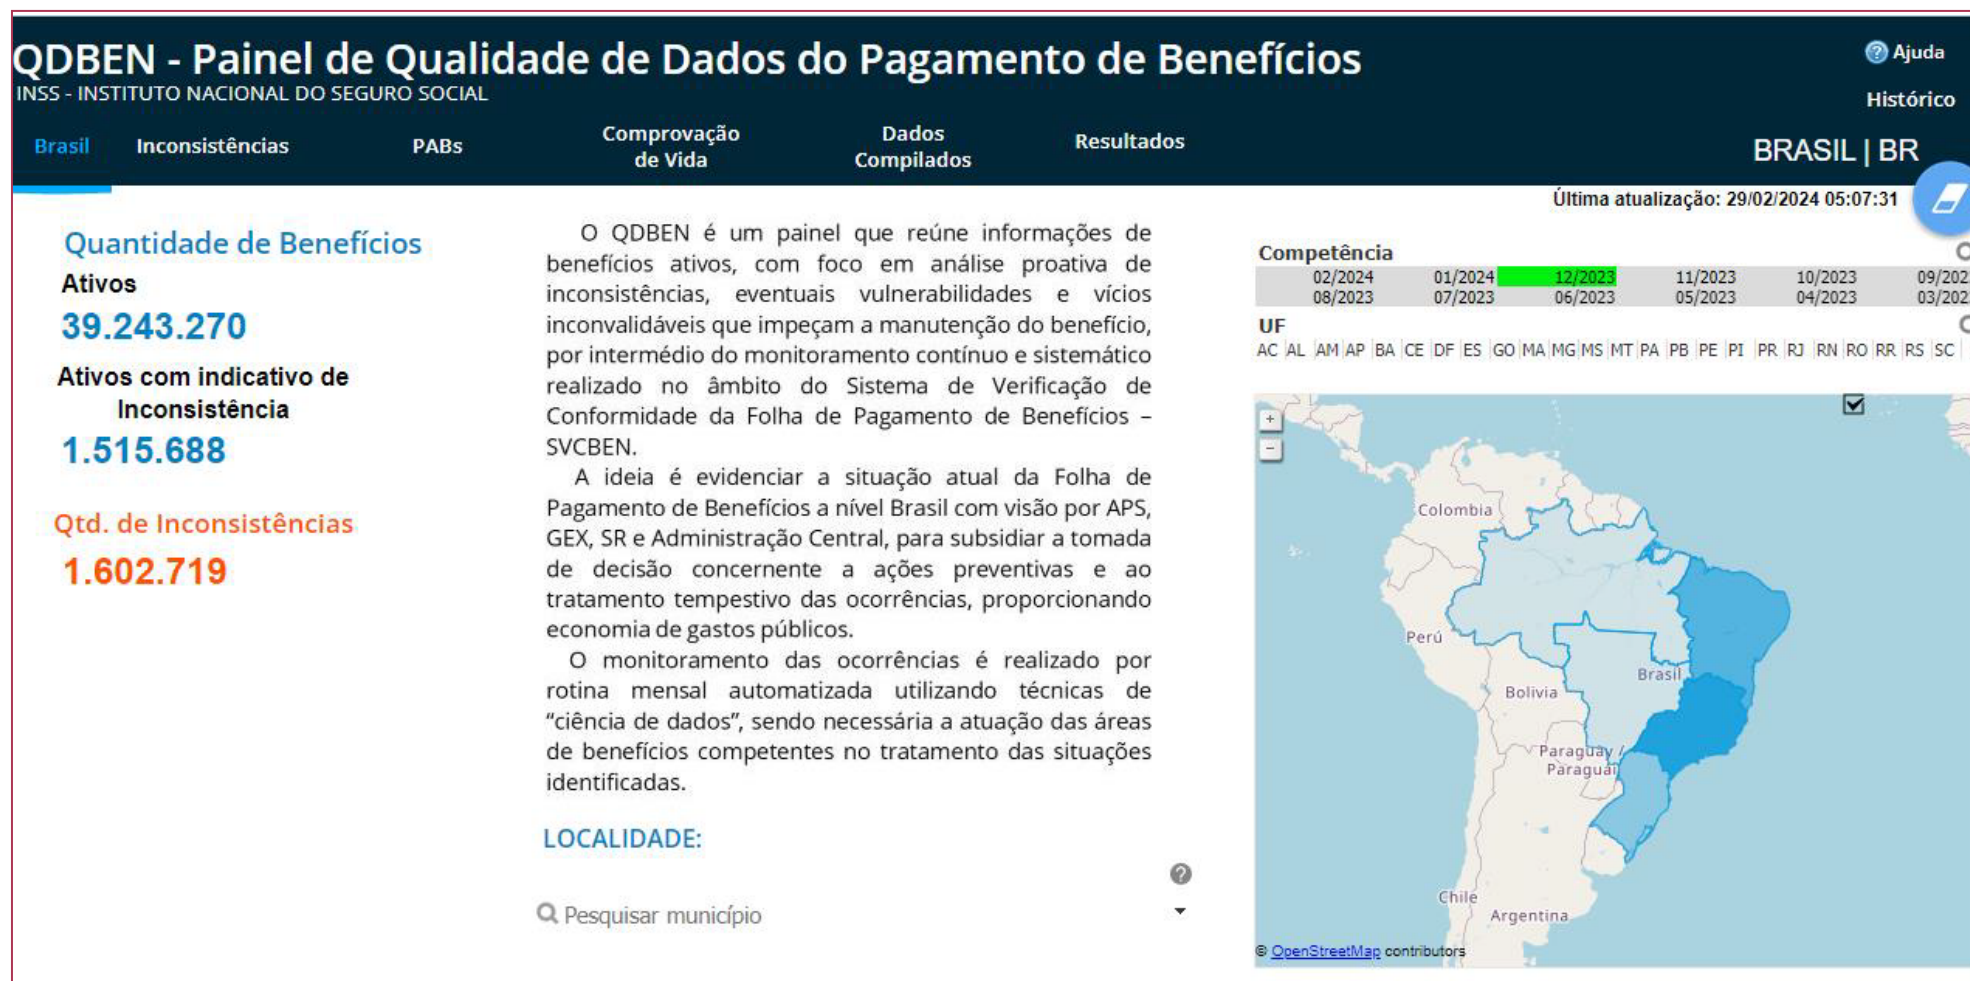 QDBEN - Painel de Qualidade de Dados do Pagamento de Benefícios
INSS - INSTITUTO NACIONAL DO SEGURO SOCIAL
Ajuda
Histórico
Brasil
Inconsistências
PABs
Comprovação
de Vida
Dados
Compilados
Resultados
BRASIL | BR
Última atualização: 29/02/2024 05:07:31
Quantidade de Benefícios
Ativos
39.243.270
Ativos com indicativo de
Inconsistência
1.515.688
Qtd. de Inconsistências
1.602.719
O QDBEN é um painel que reúne informações de
benefícios ativos, com foco em análise proativa de
inconsistências, eventuais vulnerabilidades e vícios
inconvalidáveis que impeçam a manutenção do benefício,
por intermédio do monitoramento contínuo e sistemático
realizado no âmbito do Sistema de Verificação de
Conformidade da Folha de Pagamento de Benefícios –
SVCBEN.
A ideia é evidenciar a situação atual da Folha de
Pagamento de Benefícios a nível Brasil com visão por APS,
GEX, SR e Administração Central, para subsidiar a tomada
de decisão concernente a ações preventivas e ao
tratamento tempestivo das ocorrências, proporcionando
economia de gastos públicos.
O monitoramento das ocorrências é realizado por
rotina mensal automatizada utilizando técnicas de
“ciência de dados”, sendo necessária a atuação das áreas
de benefícios competentes no tratamento das situações
identificadas.
LOCALIDADE:
Pesquisar município
Competência
02/2024 01/2024 12/2023 11/2023 10/2023 09/202
08/2023 07/2023 06/2023 05/2023 04/2023 03/202
UF
AC AL AM AP BA CE DF ES GO MA MG MS MT PA PB PE PI PR RJ RN RO RR RS SC
+
-
Colombia
Perú
Brasil
Bolivia
Paraguay /
Paraguái
Chile
Argentina
© OpenStreetMap contributors